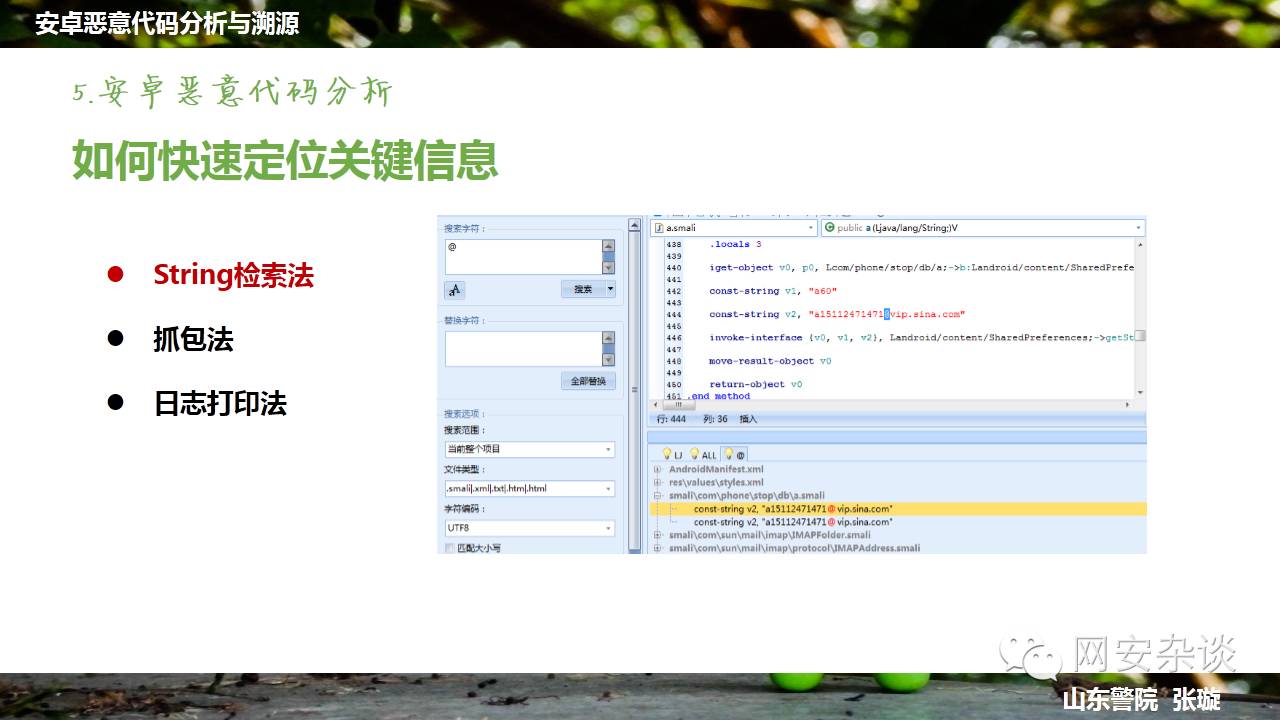 安卓恶意代码分析与溯源
5.安卓恶意代码分析
如何快速定位关键信息
String检索法
抓包法
日志打印法
搜索字符：
@
搜索
替换字符：
全部替换
搜索选项：
搜索范围：
当前整个项目
文件类型：
.smali|.xml|.txt|.htm|.html
字符编码：
UTF8
匹配大小写
a.smali
public a(Ljava/lang/String;)V
438 .locals 3
439
440 iget-object v0, p0, Lcom/phone/stop/db/a;->b:Landroid/content/SharedPrefe
441
442 const-string v1, "a60"
443
444 const-string v2, "a15112471471@vip.sina.com"
445
446 invoke-interface {v0, v1, v2}, Landroid/content/SharedPreferences;->getSt
447
448 move-result-object v0
449
450 return-object v0
451 .end method
行: 444 列: 36 插入
LJ ALL @
AndroidManifest.xml
res\values\styles.xml
smali\com\phone\stop\db\a.smali
const-string v2, "a15112471471@vip.sina.com"
const-string v2, "a15112471471@vip.sina.com"
smali\com\sun\mail\imap\IMAPFolder.smali
smali\com\sun\mail\imap\protocol\IMAPAddress.smali
网安杂谈
山东警院 张璇